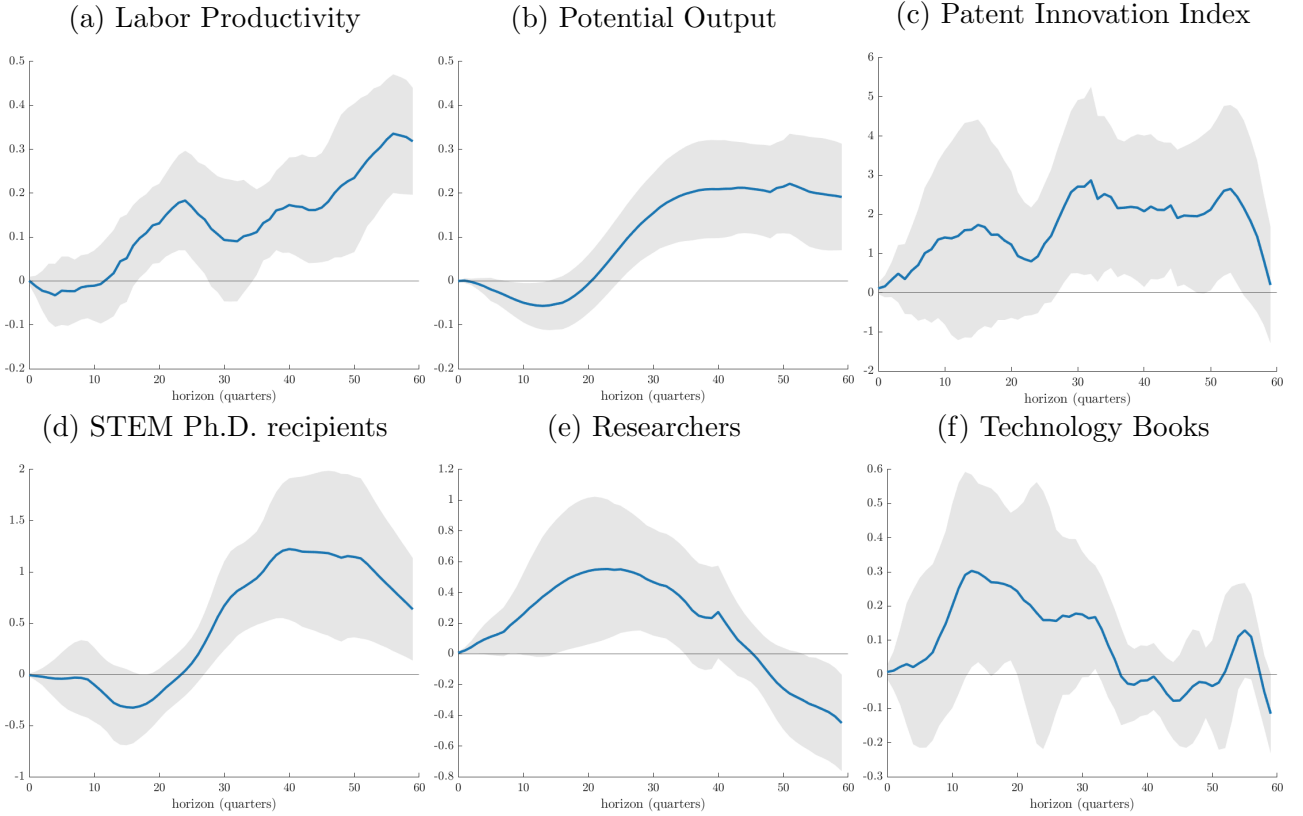 (a) Labor Productivity
(b) Potential Output
(c) Patent Innovation Index
0.5
0.4
0.3
0.2
0.1
0
-0.1
-0.2
0 10 20 30 40 50 60
horizon (quarters)
0.5
0.4
0.3
0.2
0.1
0
-0.1
-0.2
0 10 20 30 40 50 60
horizon (quarters)
6
5
4
3
2
1
0
-1
-2
0 10 20 30 40 50 60
horizon (quarters)
(d) STEM Ph.D. recipients
(e) Researchers
(f) Technology Books
2
1.5
1
0.5
0
-0.5
-1
0 10 20 30 40 50 60
horizon (quarters)
1.2
1
0.8
0.6
0.4
0.2
0
-0.2
-0.4
-0.6
-0.8
0 10 20 30 40 50 60
horizon (quarters)
0.6
0.5
0.4
0.3
0.2
0.1
0
-0.1
-0.2
-0.3
0 10 20 30 40 50 60
horizon (quarters)